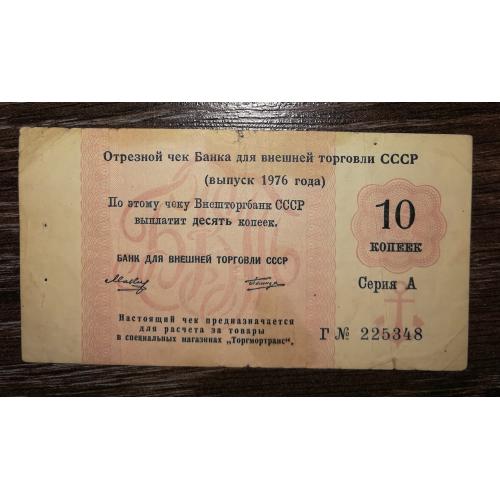 Отрезной чек Банка для внешней торговли СССР
(выпуск 1976 года)
По этому чеку Внешторгбанк СССР
выплатит десять копеек.
10
КОПЕЕК
БАНК ДЛЯ ВНЕШНЕЙ ТОРГОВЛИ СССР
Серия А
Настоящий чек предназначается
для расчета за товары
в специальных магазинах „Торгмортранс“.
Г № 225348